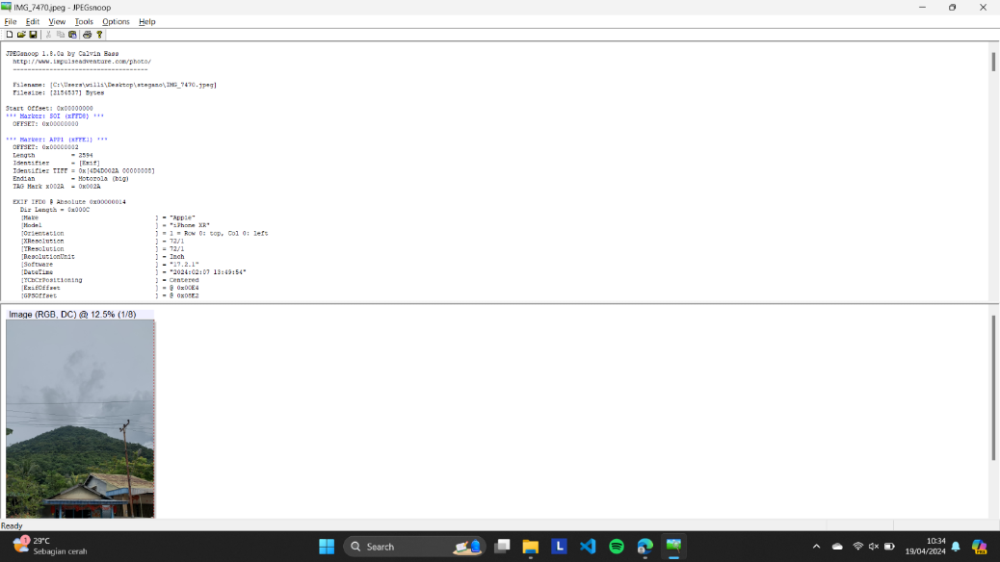 IMG_7470.jpeg - JPEGsnoop
File Edit View Tools Options Help
JPEGsnoop 1.8.0a by Calvin Hass
http://www.impulseadventure.com/photo/
-------------------------------------
Filename: [C:\Users\willi\Desktop\stegano\IMG_7470.jpeg]
Filesize: [2154537] Bytes
Start Offset: 0x00000000
*** Marker: SOI (xFFD8) ***
OFFSET: 0x00000000
*** Marker: APP1 (xFFE1) ***
OFFSET: 0x00000002
Length = 2594
Identifier = [Exif]
Identifier TIFF = 0x[4D4D002A 00000008]
Endian = Motorola (big)
TAG Mark x002A = 0x002A
EXIF IFD0 @ Absolute 0x00000014
Dir Length = 0x000C
[Make ] = "Apple"
[Model ] = "iPhone XR"
[Orientation ] = 1 = Row 0: top, Col 0: left
[XResolution ] = 72/1
[YResolution ] = 72/1
[ResolutionUnit ] = Inch
[Software ] = "17.2.1"
[DateTime ] = "2024:02:07 13:49:54"
[YCbCrPositioning ] = Centered
[ExifOffset ] = @ 0x00E4
[GPSOffset ] = @ 0x08E2
Image (RGB, DC) @ 12.5% (1/8)
Ready
29°C
Sebagian cerah
Search
10:34
19/04/2024